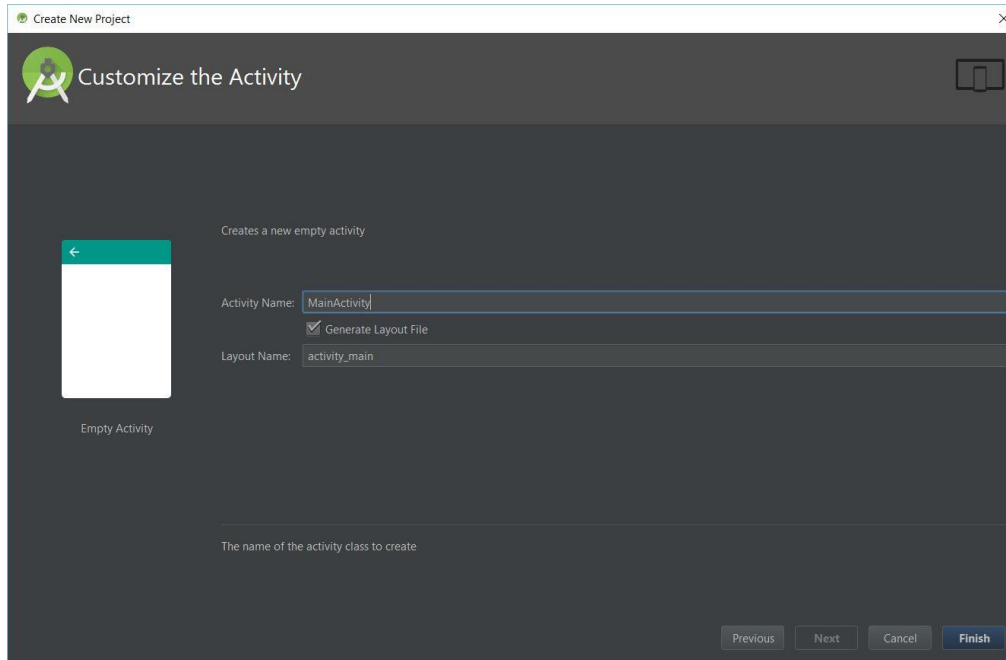 Create New Project
Customize the Activity
Creates a new empty activity
Activity Name: MainActivity
Generate Layout File
Layout Name: activity_main
Empty Activity
The name of the activity class to create
Previous Next Cancel Finish